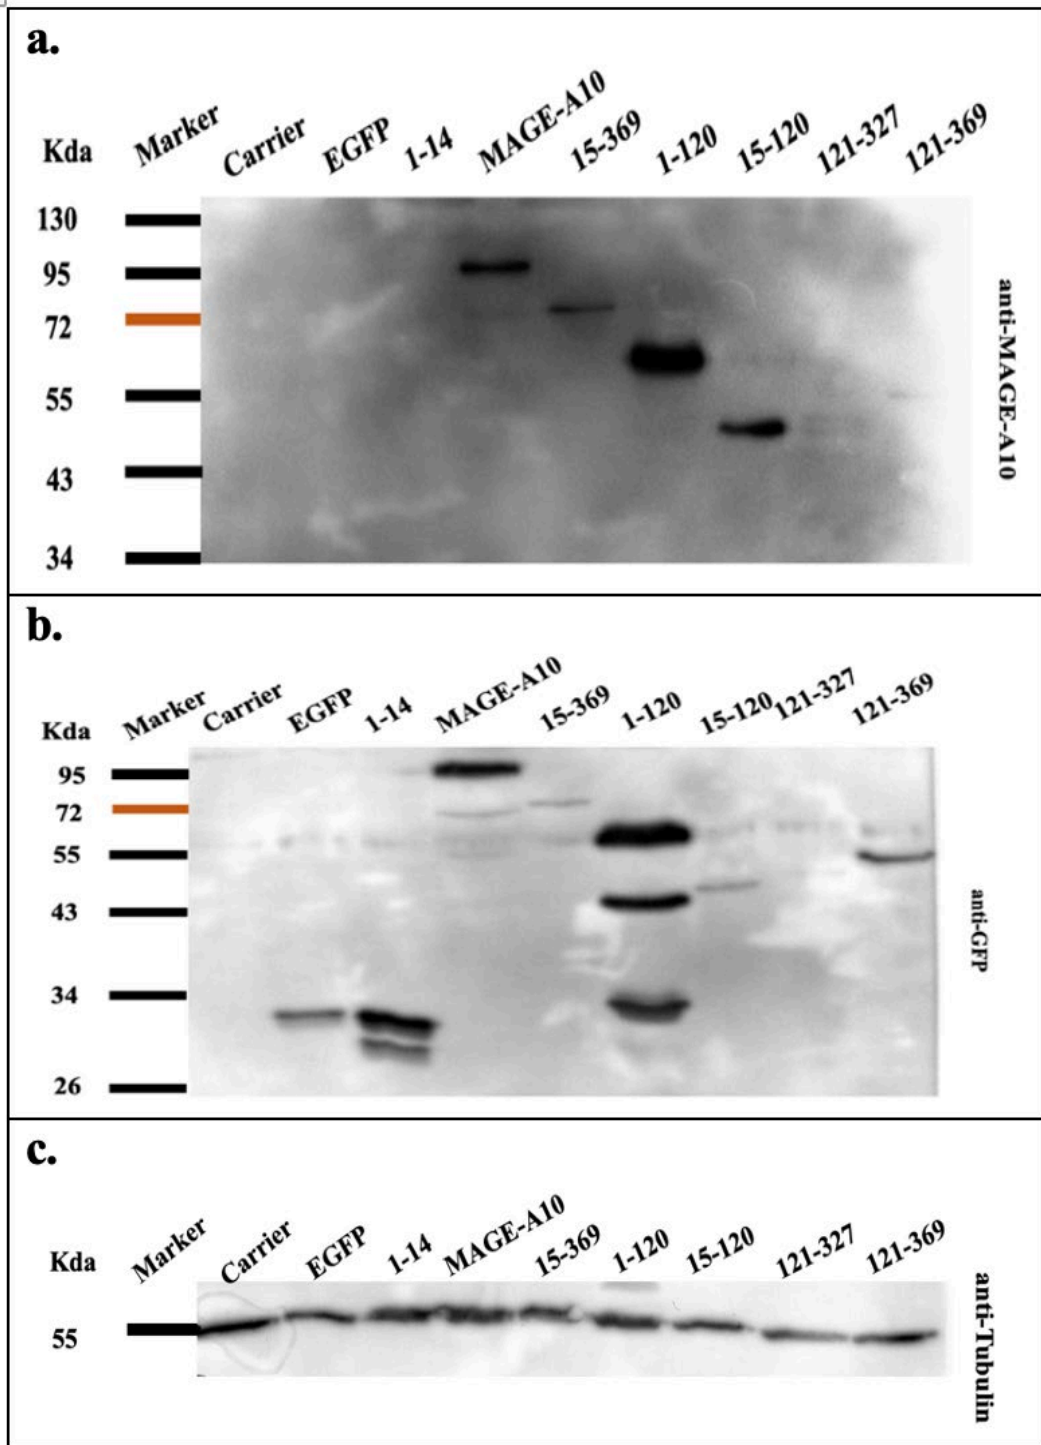 a.
Kda Marker Carrier EGFP 1-14 MAGE-A10 15-369 1-120 15-120 121-327 121-369
130
95
72
55
43
34
anti-MAGE-A10
b.
Kda Marker Carrier EGFP 1-14 MAGE-A10 15-369 1-120 15-120 121-327 121-369
95
72
55
43
34
26
anti-GFP
c.
Kda Marker Carrier EGFP 1-14 MAGE-A10 15-369 1-120 15-120 121-327 121-369
55
anti-Tubulin